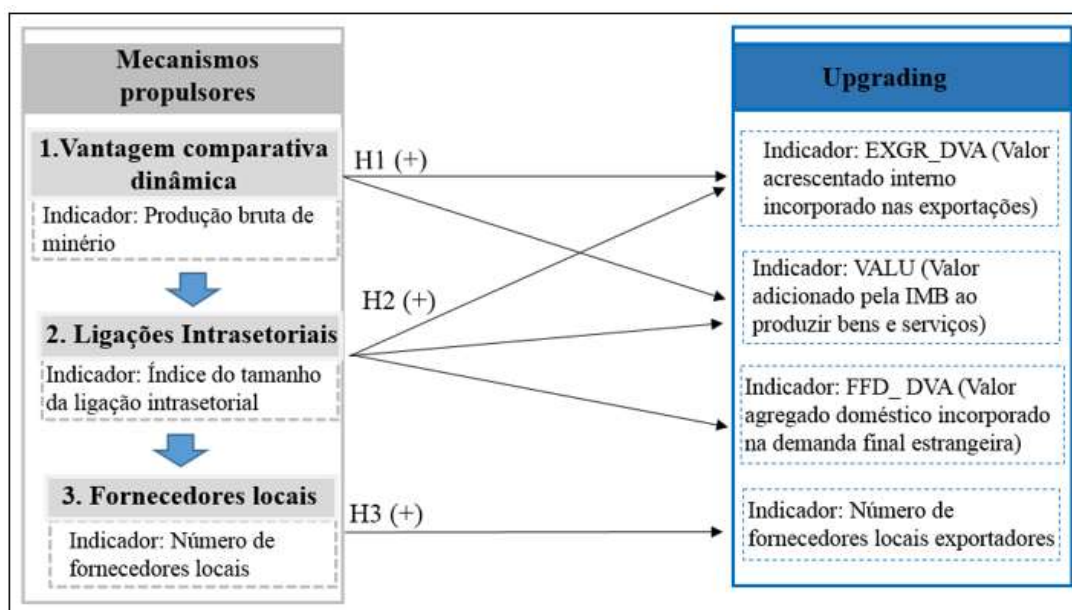 Mecanismos
propulsores
1.Vantagem comparativa
dinâmica
Indicador: Produção bruta de
minério
2. Ligações Intrasetoriais
Indicador: Índice do tamanho
da ligação intrasetorial
3. Fornecedores locais
Indicador: Número de
fornecedores locais
H1 (+)
H2 (+)
H3 (+)
Upgrading
Indicador: EXGR_DVA (Valor
acrescentado interno
incorporado nas exportações)
Indicador: VALU (Valor
adicionado pela IMB ao
produzir bens e serviços)
Indicador: FFD_ DVA (Valor
agregado doméstico incorporado
na demanda final estrangeira)
Indicador: Número de
fornecedores locais exportadores